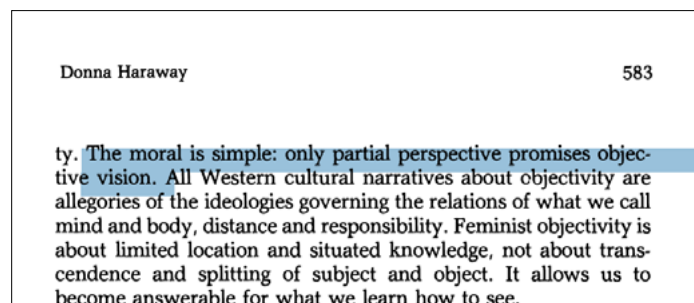 Donna Haraway 583
ty. The moral is simple: only partial perspective promises objec-
tive vision. All Western cultural narratives about objectivity are
allegories of the ideologies governing the relations of what we call
mind and body, distance and responsibility. Feminist objectivity is
about limited location and situated knowledge, not about trans-
cendence and splitting of subject and object. It allows us to
become answerable for what we learn how to see.